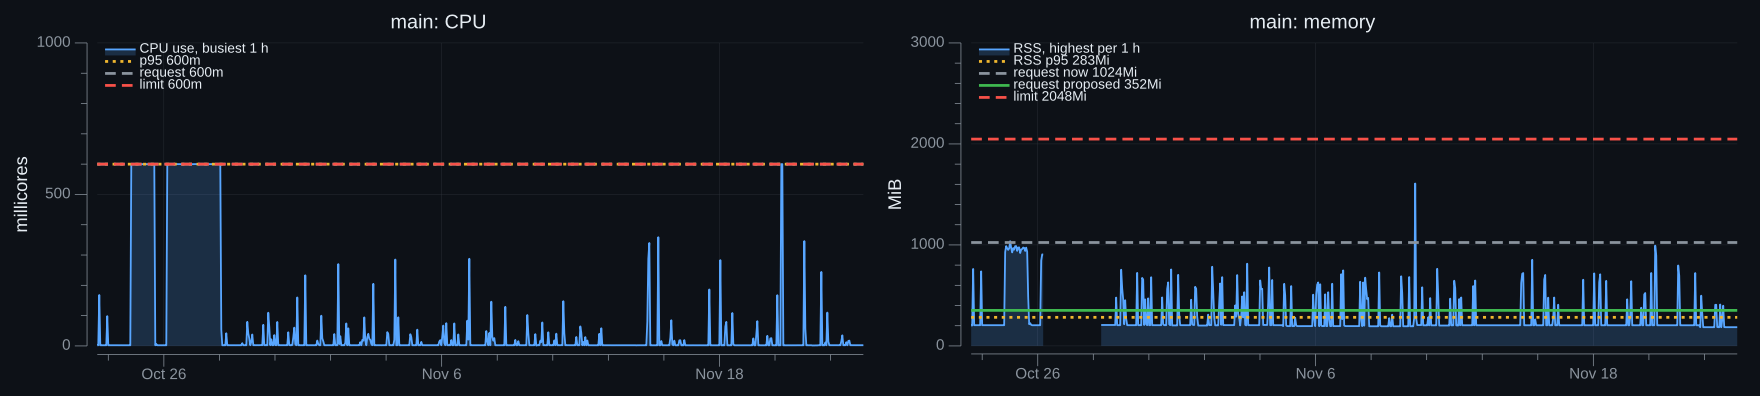 main: CPU
1000
500
0
millicores
CPU use, busiest 1 h
p95 600m
request 600m
limit 600m
Oct 26
Nov 6
Nov 18
main: memory
3000
2000
1000
0
MiB
RSS, highest per 1 h
RSS p95 283Mi
request now 1024Mi
request proposed 352Mi
limit 2048Mi
Oct 26
Nov 6
Nov 18